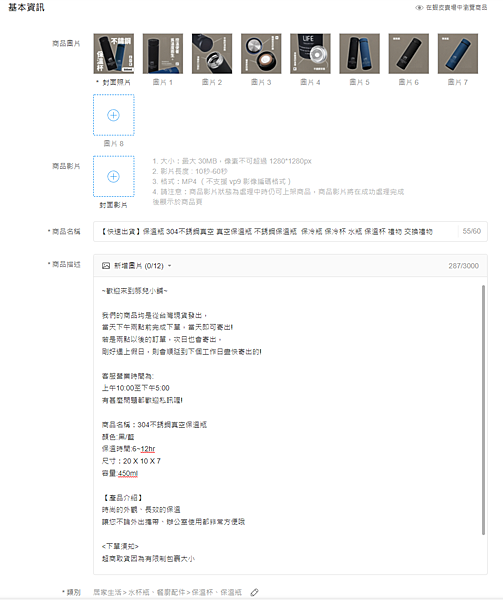 基本資訊
在蝦皮賣場中瀏覽商品
商品圖片
不鏽鋼
保溫杯
LIFE
* 封面照片
圖片 1
圖片 2
圖片 3
圖片 4
圖片 5
圖片 6
圖片 7
圖片 8
商品影片
1. 大小：最大 30MB，像素不可超過 1280*1280px
2. 影片長度：10秒-60秒
3. 格式：MP4 （不支援 vp9 影像編碼格式）
4. 請注意：商品影片狀態為處理中時仍可上架商品，商品影片將在成功處理完成
後顯示於商品頁
封面影片
* 商品名稱
【快速出貨】保溫瓶 304不銹鋼真空 真空保溫瓶 不銹鋼保溫瓶 保冷瓶 保冷杯 水瓶 保溫杯 禮物 交換禮物
55/60
* 商品描述
新增圖片 (0/12)
287/3000
~歡迎來到
兒小舖~
我們的商品均是從台灣現貨發出，
當天下午兩點前完成下單，當天即可寄出!
若是兩點以後的訂單，次日也會寄出，
剛好遇上假日，則會順延到下個工作日盡快寄出的!
客服營業時間為:
上午10:00至下午5:00
有甚麼問題都歡迎私訊喔!
商品名稱：304不銹鋼真空保溫瓶
顏色:黑/藍
保溫時間:6~12hr
尺寸：20 X 10 X 7
容量:450ml
【產品介紹】
時尚的外觀、長效的保溫
讓您不論外出攜帶、辦公室使用都非常方便哦
<下單須知>
超商取貨因為有限制包裹大小
* 類別
居家生活 > 水杯瓶、餐廚配件 > 保溫杯、保溫瓶